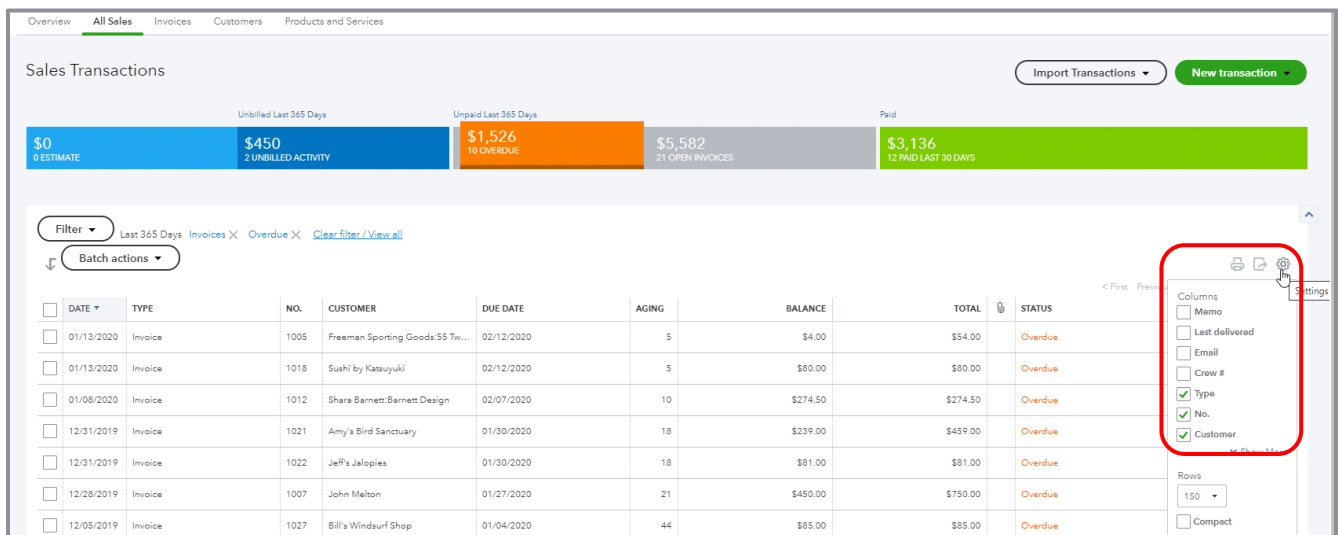 Overview All Sales Invoices Customers Products and Services
Sales Transactions
Import Transactions New transaction
Unbilled Last 365 Days Unpaid Last 365 Days Paid
$0 $450 $1,526 $5,582 $3,136
0 ESTIMATE 2 UNBILLED ACTIVITY 10 OVERDUE 21 OPEN INVOICES 12 PAID LAST 30 DAYS
Filter Last 365 Days Invoices Overdue Clear filter / View all
Batch actions
< First Settings
Columns
Memo
Last delivered
Email
Crew #
Type
No.
Customer
Rows
150
Compact
DATE TYPE NO. CUSTOMER DUE DATE AGING BALANCE TOTAL STATUS
01/13/2020 Invoice 1005 Freeman Sporting Goods:55 Tw... 02/12/2020 5 $4.00 $54.00 Overdue
01/13/2020 Invoice 1018 Sushi by Katsuyuki 02/12/2020 5 $80.00 $80.00 Overdue
01/08/2020 Invoice 1012 Shara Barnett:Barnett Design 02/07/2020 10 $274.50 $274.50 Overdue
12/31/2019 Invoice 1021 Amy's Bird Sanctuary 01/30/2020 18 $239.00 $459.00 Overdue
12/31/2019 Invoice 1022 Jeff's Jalopies 01/30/2020 18 $81.00 $81.00 Overdue
12/28/2019 Invoice 1007 John Melton 01/27/2020 21 $450.00 $750.00 Overdue
12/05/2019 Invoice 1027 Bill's Windsurf Shop 01/04/2020 44 $85.00 $85.00 Overdue